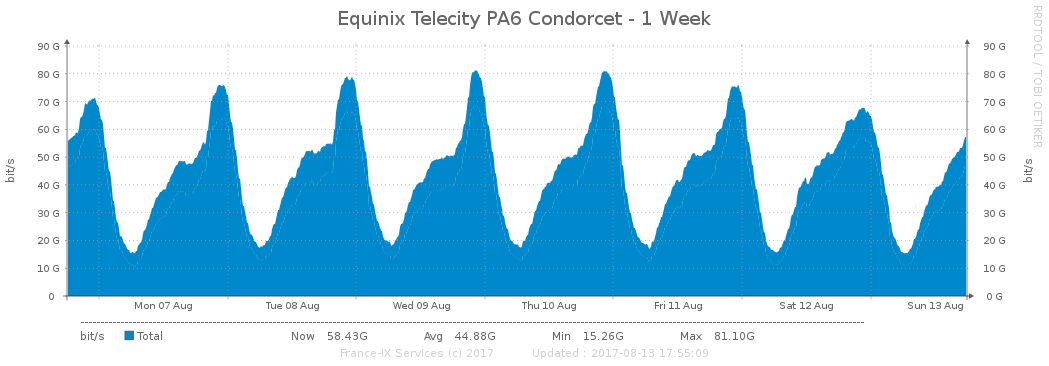 Equinix Telecity PA6 Condorcet - 1 Week
RRDTOOL / TOBI OETIKER
90 G 90 G
80 G 80 G
70 G 70 G
60 G 60 G
50 G 50 G
40 G 40 G
30 G 30 G
20 G 20 G
10 G 10 G
0 0 G
bit/s
bit/s
Mon 07 Aug Tue 08 Aug Wed 09 Aug Thu 10 Aug Fri 11 Aug Sat 12 Aug Sun 13 Aug
bit/s Total Now 58.43G Avg 44.88G Min 15.26G Max 81.10G
France-IX Services (c) 2017 Updated : 2017-08-13 17:55:09